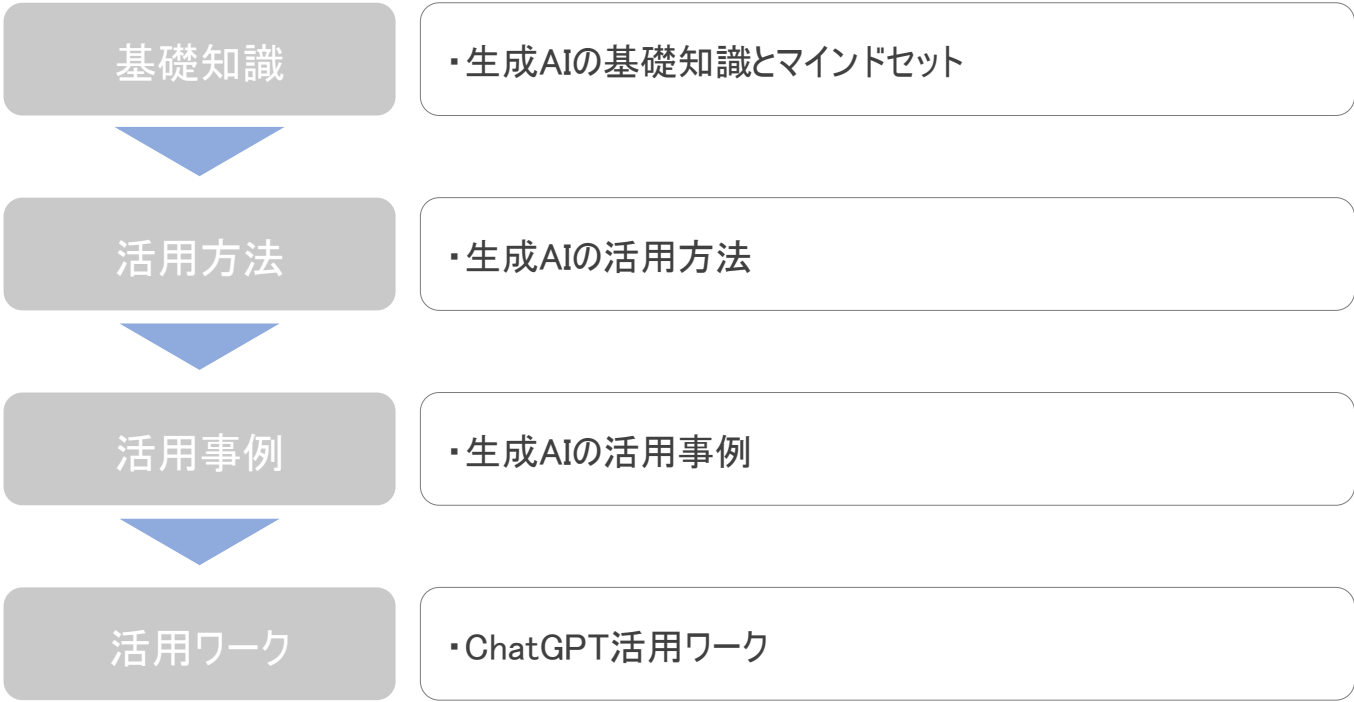 基礎知識
・生成AIの基礎知識とマインドセット
活用方法
・生成AIの活用方法
活用事例
・生成AIの活用事例
活用ワーク
・ChatGPT活用ワーク